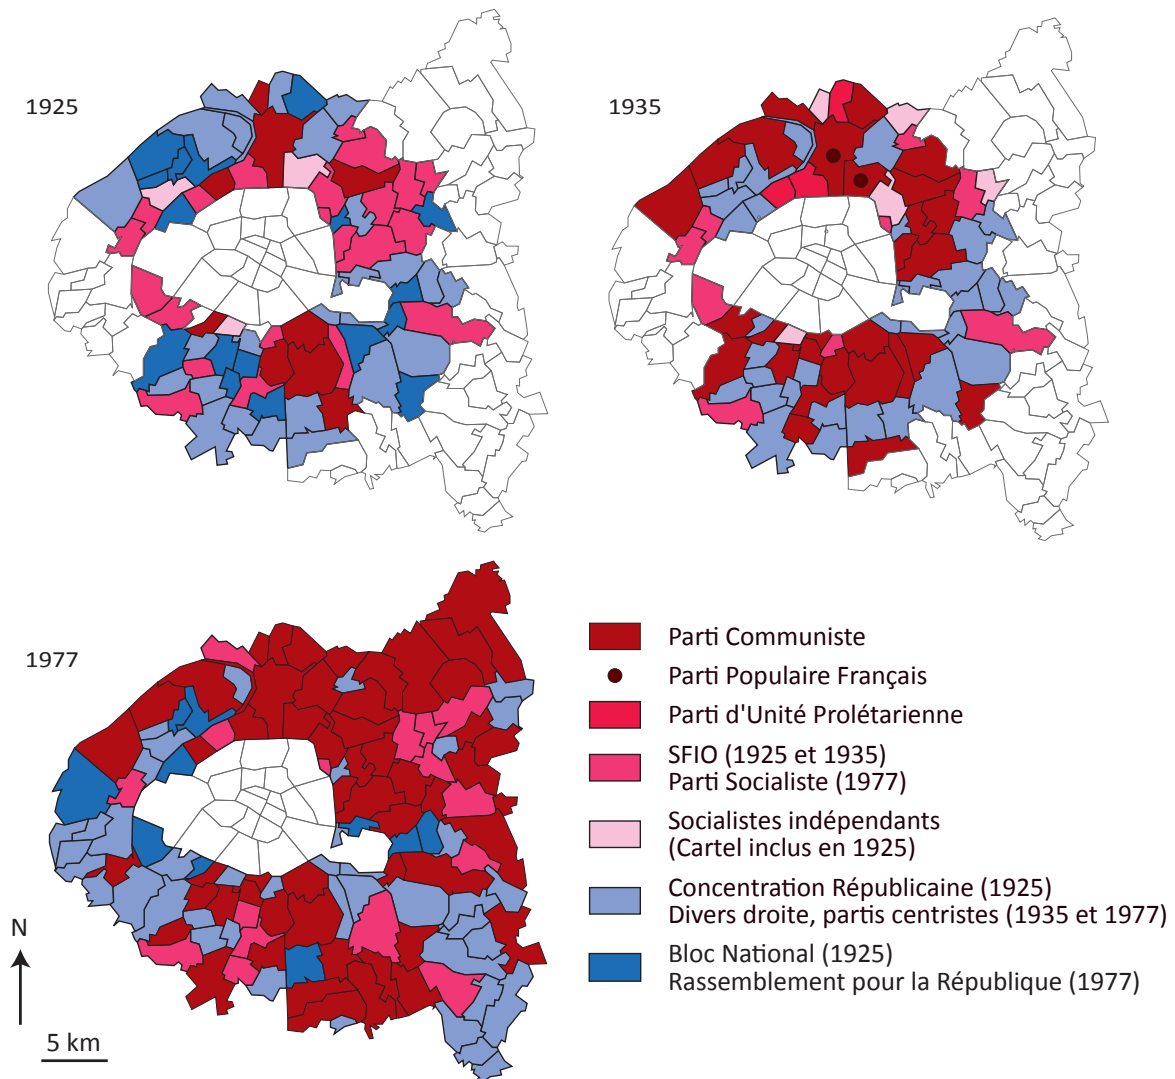 1925
1935
1977
Parti Communiste
Parti Populaire Français
Parti d'Unité Prolétarienne
SFIO (1925 et 1935)
Parti Socialiste (1977)
Socialistes indépendants
(Cartel inclus en 1925)
Concentration Républicaine (1925)
Divers droite, partis centristes (1935 et 1977)
Bloc National (1925)
Rassemblement pour la République (1977)
N
5 km